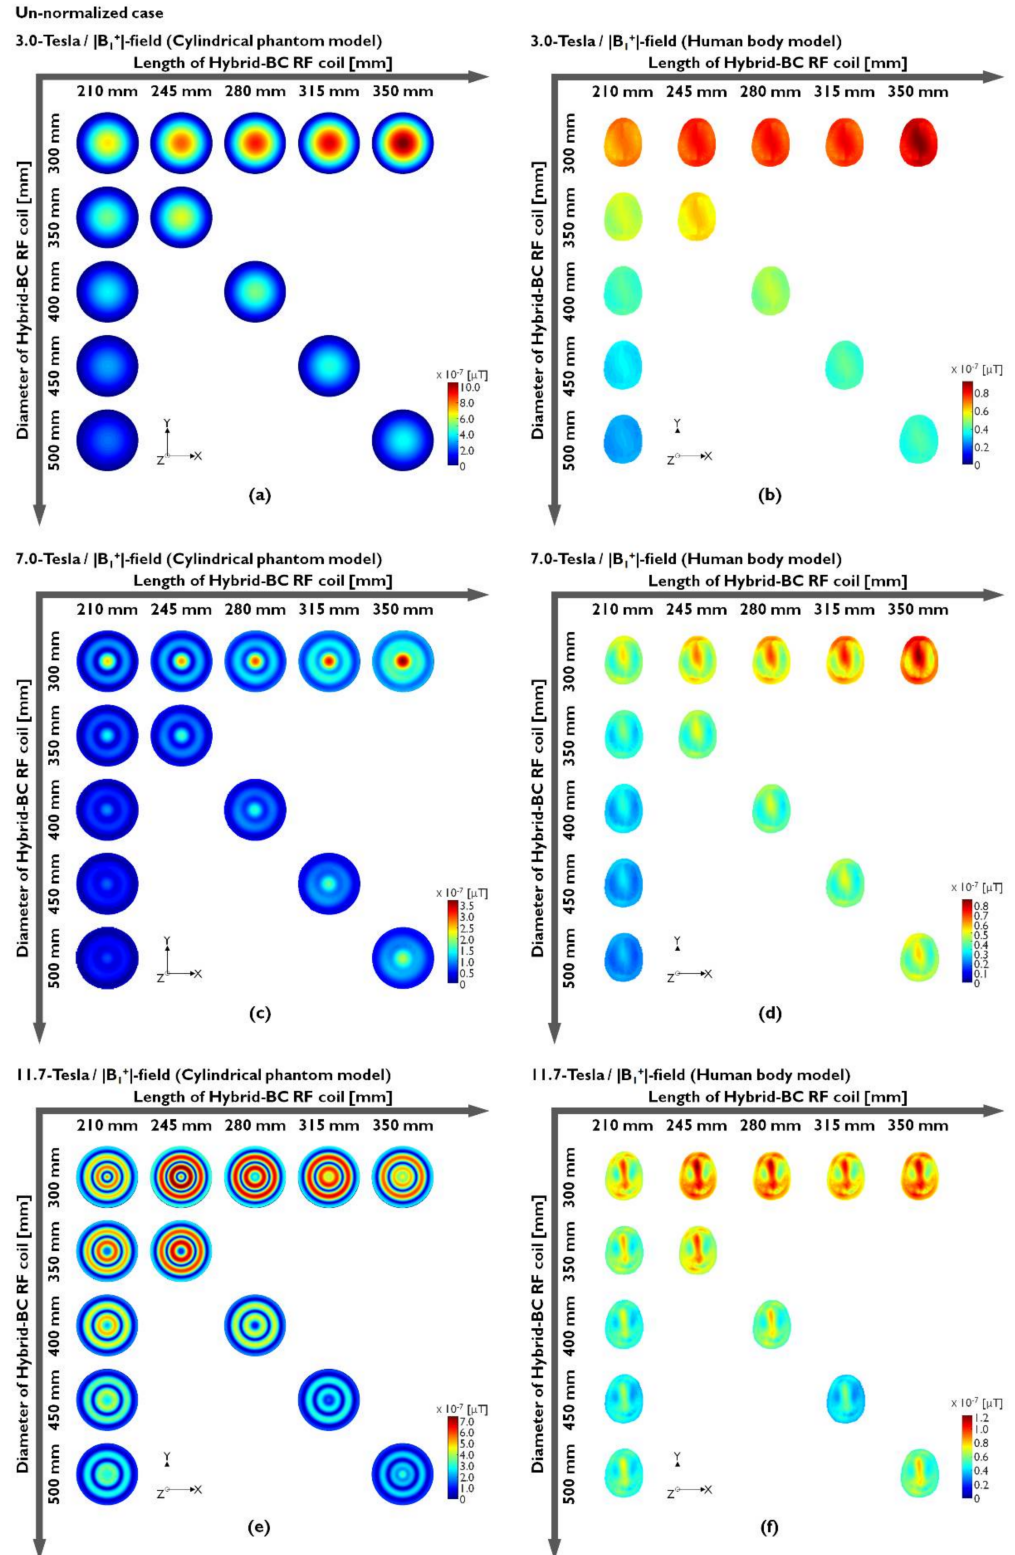 Un-normalized case
3.0-Tesla / |B₁⁺|-field (Cylindrical phantom model)
Length of Hybrid-BC RF coil [mm]
210 mm 245 mm 280 mm 315 mm 350 mm
Diameter of Hybrid-BC RF coil [mm]
300 mm
350 mm
400 mm
450 mm
500 mm
x 10⁻⁷ [µT]
10.0
8.0
6.0
4.0
2.0
0
Y
Z X
(a)
3.0-Tesla / |B₁⁺|-field (Human body model)
Length of Hybrid-BC RF coil [mm]
210 mm 245 mm 280 mm 315 mm 350 mm
Diameter of Hybrid-BC RF coil [mm]
300 mm
350 mm
400 mm
450 mm
500 mm
x 10⁻⁷ [µT]
0.8
0.6
0.4
0.2
0
Y
Z X
(b)
7.0-Tesla / |B₁⁺|-field (Cylindrical phantom model)
Length of Hybrid-BC RF coil [mm]
210 mm 245 mm 280 mm 315 mm 350 mm
Diameter of Hybrid-BC RF coil [mm]
300 mm
350 mm
400 mm
450 mm
500 mm
x 10⁻⁷ [µT]
3.5
3.0
2.5
2.0
1.5
1.0
0.5
0
Y
Z X
(c)
7.0-Tesla / |B₁⁺|-field (Human body model)
Length of Hybrid-BC RF coil [mm]
210 mm 245 mm 280 mm 315 mm 350 mm
Diameter of Hybrid-BC RF coil [mm]
300 mm
350 mm
400 mm
450 mm
500 mm
x 10⁻⁷ [µT]
0.8
0.7
0.6
0.5
0.4
0.3
0.2
0.1
0
Y
Z X
(d)
11.7-Tesla / |B₁⁺|-field (Cylindrical phantom model)
Length of Hybrid-BC RF coil [mm]
210 mm 245 mm 280 mm 315 mm 350 mm
Diameter of Hybrid-BC RF coil [mm]
300 mm
350 mm
400 mm
450 mm
500 mm
x 10⁻⁷ [µT]
7.0
6.0
5.0
4.0
3.0
2.0
1.0
0
Y
Z X
(e)
11.7-Tesla / |B₁⁺|-field (Human body model)
Length of Hybrid-BC RF coil [mm]
210 mm 245 mm 280 mm 315 mm 350 mm
Diameter of Hybrid-BC RF coil [mm]
300 mm
350 mm
400 mm
450 mm
500 mm
x 10⁻⁷ [µT]
1.2
1.0
0.8
0.6
0.4
0.2
0
Y
Z X
(f)